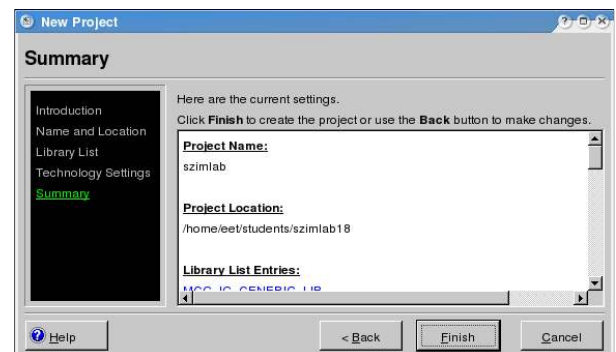 New Project
Summary
Introduction
Name and Location
Library List
Technology Settings
Summary
Here are the current settings.
Click Finish to create the project or use the Back button to make changes.
Project Name:
szimlab
Project Location:
/home/eet/students/szimlab18
Library List Entries:
MGC_IC_GENERIC_LIB
Help
< Back
Finish
Cancel